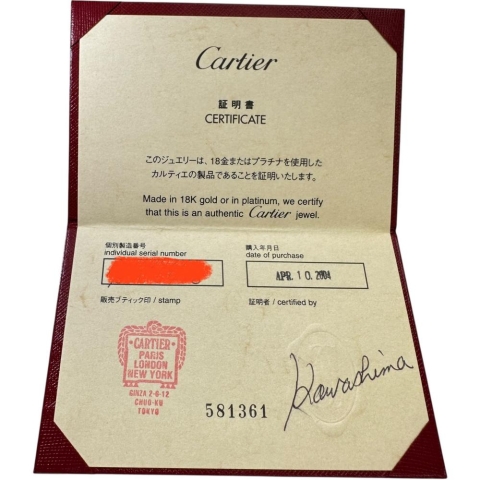 Cartier
証明書
CERTIFICATE
このジュエリーは、18金またはプラチナを使用した
カルティエの製品であることを証明いたします。
Made in 18K gold or in platinum, we certify
that this is an authentic Cartier jewel.
個別製造番号
individual serial number
購入年月日
date of purchase
APR. 10. 2004
販売ブティック印 / stamp
証明者 / certified by
CARTIER
PARIS
LONDON
NEW YORK
GINZA 2-6-12
CHUO-KU
TOKYO
581361
Kawashima